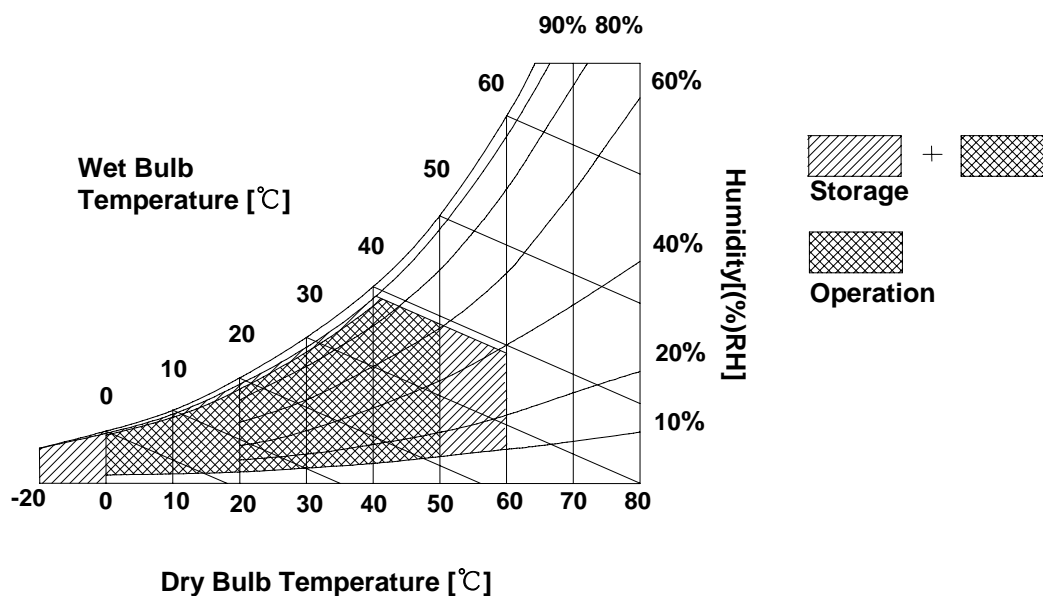 90% 80%
60
60%
Wet Bulb
Temperature [℃]
50
40
30
20
10
0
Humidity[(%)RH]
40%
20%
10%
+
Storage
Operation
-20 0 10 20 30 40 50 60 70 80
Dry Bulb Temperature [℃]